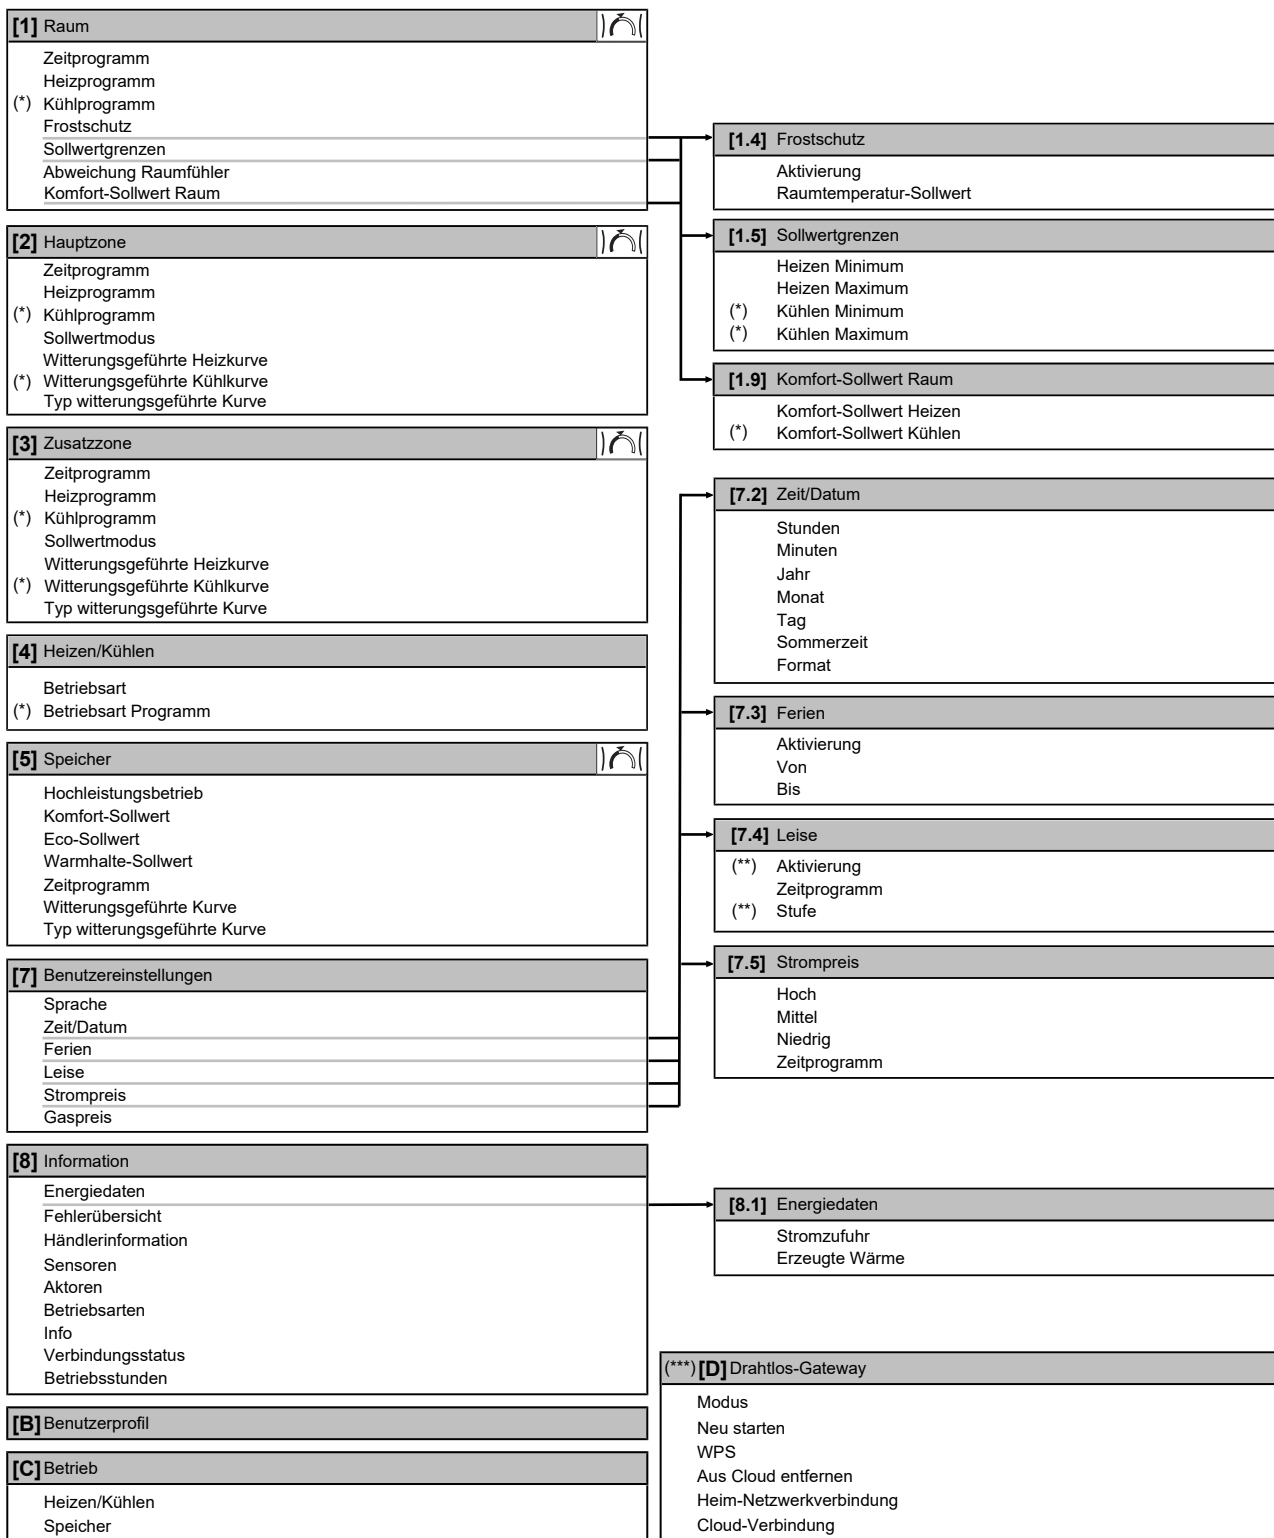 [1] Raum
Zeitprogramm
Heizprogramm
(*) Kühlprogramm
Frostschutz
Sollwertgrenzen
Abweichung Raumfühler
Komfort-Sollwert Raum
[2] Hauptzone
Zeitprogramm
Heizprogramm
(*) Kühlprogramm
Sollwertmodus
Witterungsgeführte Heizkurve
(*) Witterungsgeführte Kühlkurve
Typ witterungsgeführte Kurve
[3] Zusatzzone
Zeitprogramm
Heizprogramm
(*) Kühlprogramm
Sollwertmodus
Witterungsgeführte Heizkurve
(*) Witterungsgeführte Kühlkurve
Typ witterungsgeführte Kurve
[4] Heizen/Kühlen
Betriebsart
(*) Betriebsart Programm
[5] Speicher
Hochleistungsbetrieb
Komfort-Sollwert
Eco-Sollwert
Warmhalte-Sollwert
Zeitprogramm
Witterungsgeführte Kurve
Typ witterungsgeführte Kurve
[7] Benutzereinstellungen
Sprache
Zeit/Datum
Ferien
Leise
Strompreis
Gaspreis
[8] Information
Energiedaten
Fehlerübersicht
Händlerinformation
Sensoren
Aktoren
Betriebsarten
Info
Verbindungsstatus
Betriebsstunden
[B] Benutzerprofil
[C] Betrieb
Heizen/Kühlen
Speicher
[1.4] Frostschutz
Aktivierung
Raumtemperatur-Sollwert
[1.5] Sollwertgrenzen
Heizen Minimum
Heizen Maximum
(*) Kühlen Minimum
(*) Kühlen Maximum
[1.9] Komfort-Sollwert Raum
Komfort-Sollwert Heizen
(*) Komfort-Sollwert Kühlen
[7.2] Zeit/Datum
Stunden
Minuten
Jahr
Monat
Tag
Sommerzeit
Format
[7.3] Ferien
Aktivierung
Von
Bis
[7.4] Leise
(**) Aktivierung
Zeitprogramm
(**) Stufe
[7.5] Strompreis
Hoch
Mittel
Niedrig
Zeitprogramm
[8.1] Energiedaten
Stromzufuhr
Erzeugte Wärme
(***) [D] Drahtlos-Gateway
Modus
Neu starten
WPS
Aus Cloud entfernen
Heim-Netzwerkverbindung
Cloud-Verbindung